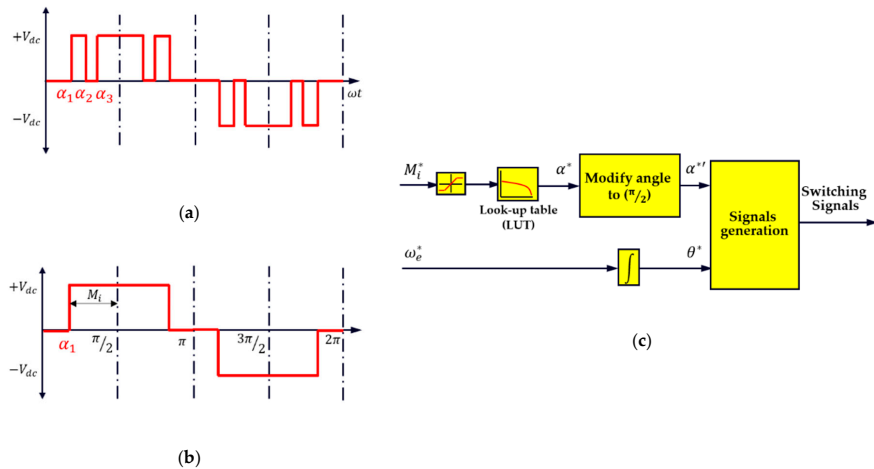 +V_dc
α₁ α₂ α₃
ωt
−V_dc
(a)
+V_dc
M_i
α₁
π/2
π
3π/2
2π
−V_dc
(b)
M_i^*
Look-up table
(LUT)
α^*
Modify angle
to (π/2)
α^*′
Signals
generation
Switching
Signals
ω_e^*
∫
θ^*
(c)